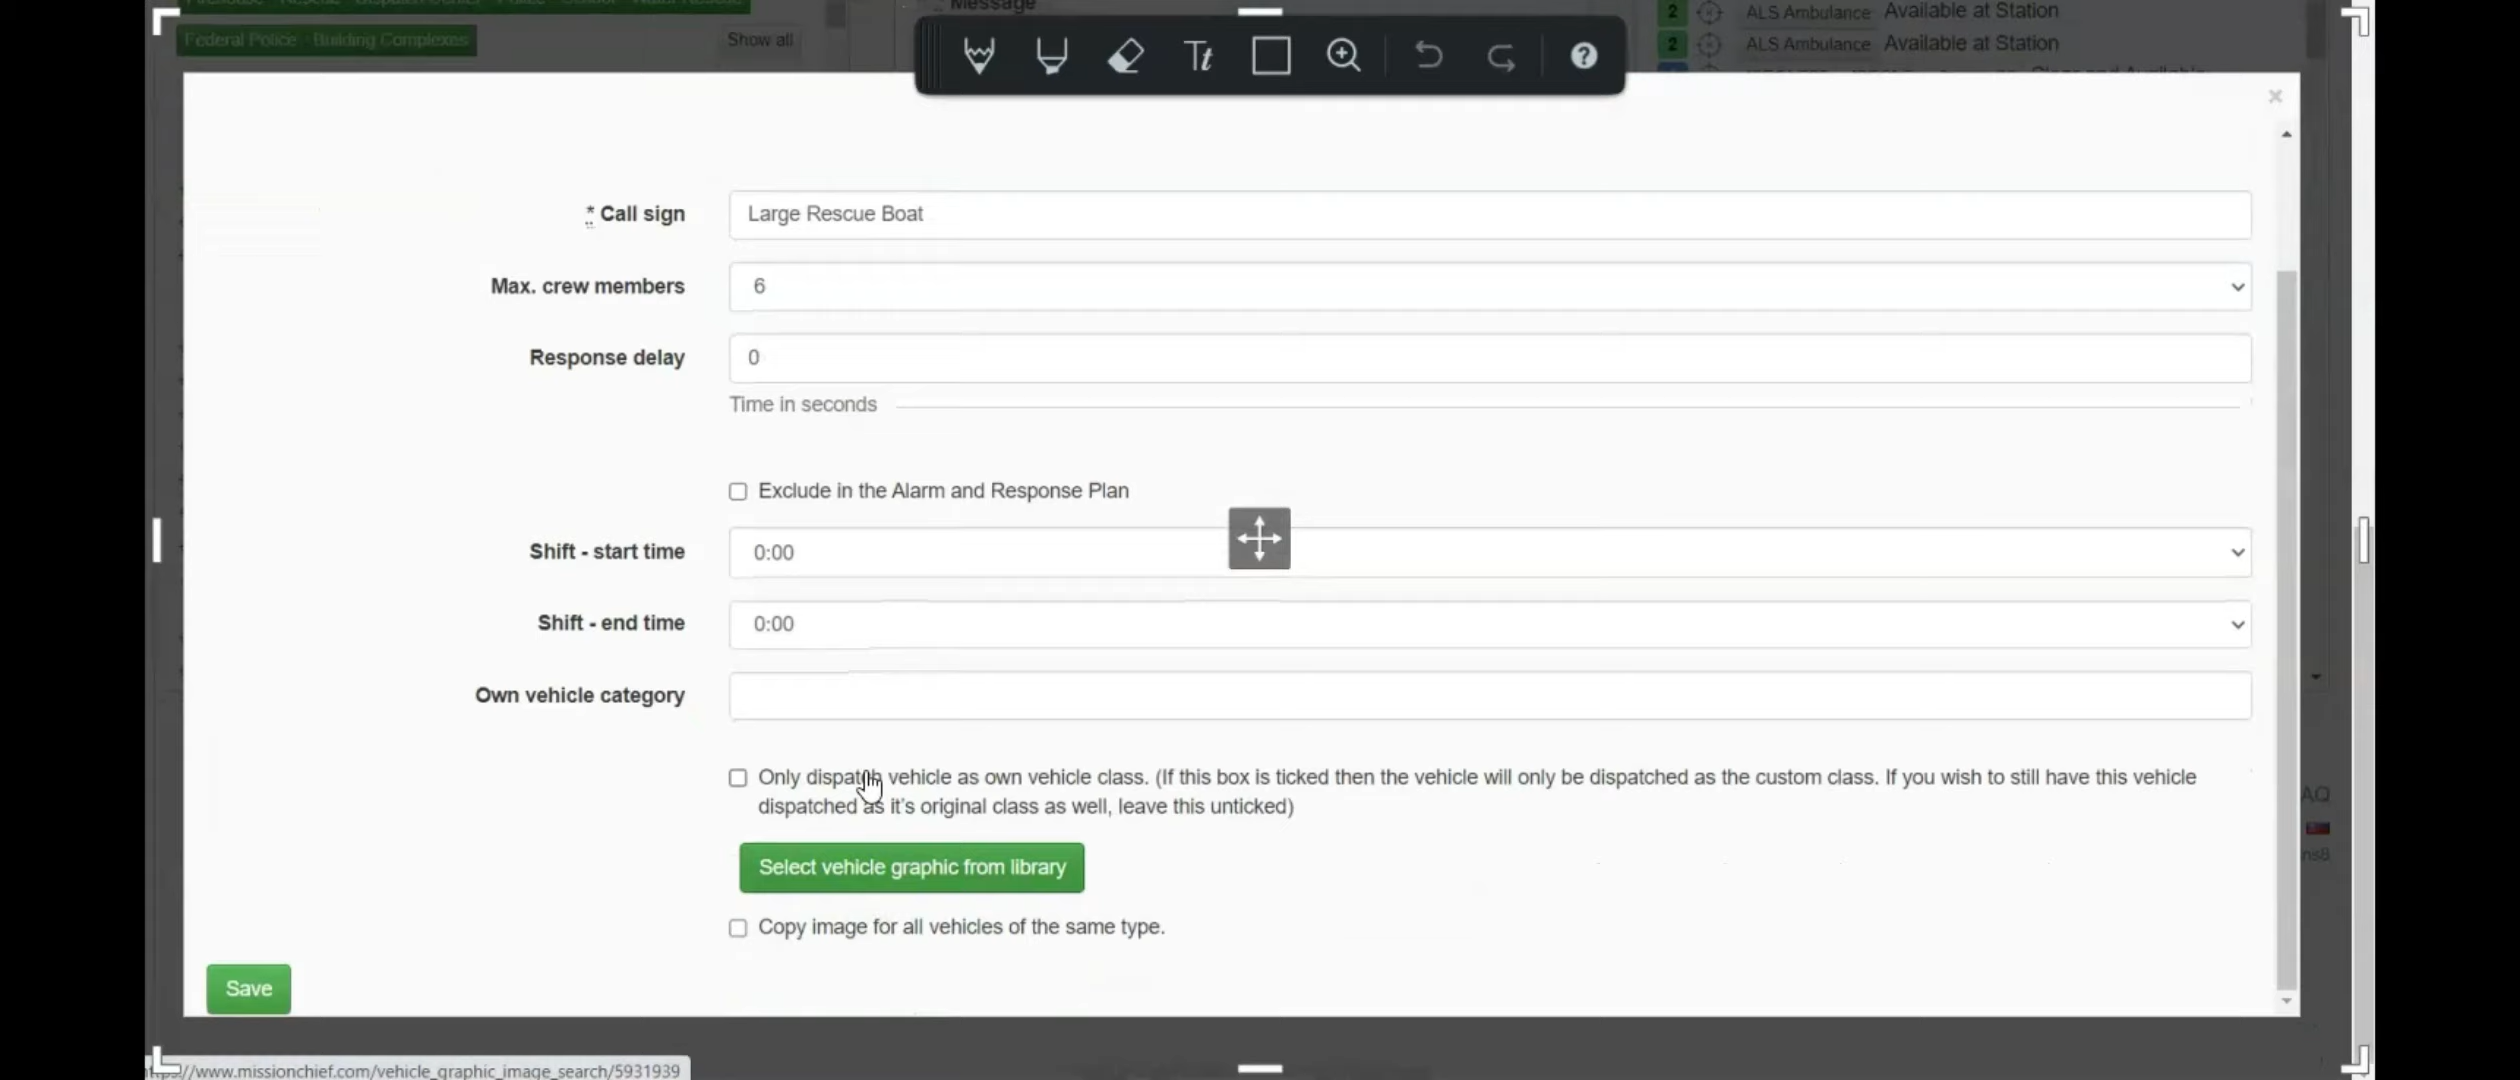 Message
Federal Police - Building Complexes
Show all
Tt
?
2 ALS Ambulance Available at Station
2 ALS Ambulance Available at Station
×
* Call sign
Large Rescue Boat
Max. crew members
6
Response delay
0
Time in seconds
Exclude in the Alarm and Response Plan
Shift - start time
0:00
Shift - end time
0:00
Own vehicle category
Only dispatch vehicle as own vehicle class. (If this box is ticked then the vehicle will only be dispatched as the custom class. If you wish to still have this vehicle
dispatched as it's original class as well, leave this unticked)
AQ
Select vehicle graphic from library
ns8
Copy image for all vehicles of the same type.
Save
://www.missionchief.com/vehicle_graphic_image_search/5931939